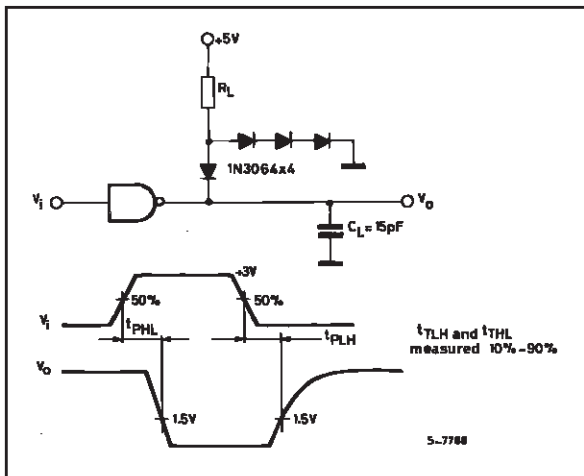 +5V
RL
1N3064x4
Vi
Vo
CL=15pF
+3V
50%
50%
Vi
tPHL
tPLH
tTLH and tTHL
measured 10%-90%
Vo
1.5V
1.5V
5-7788